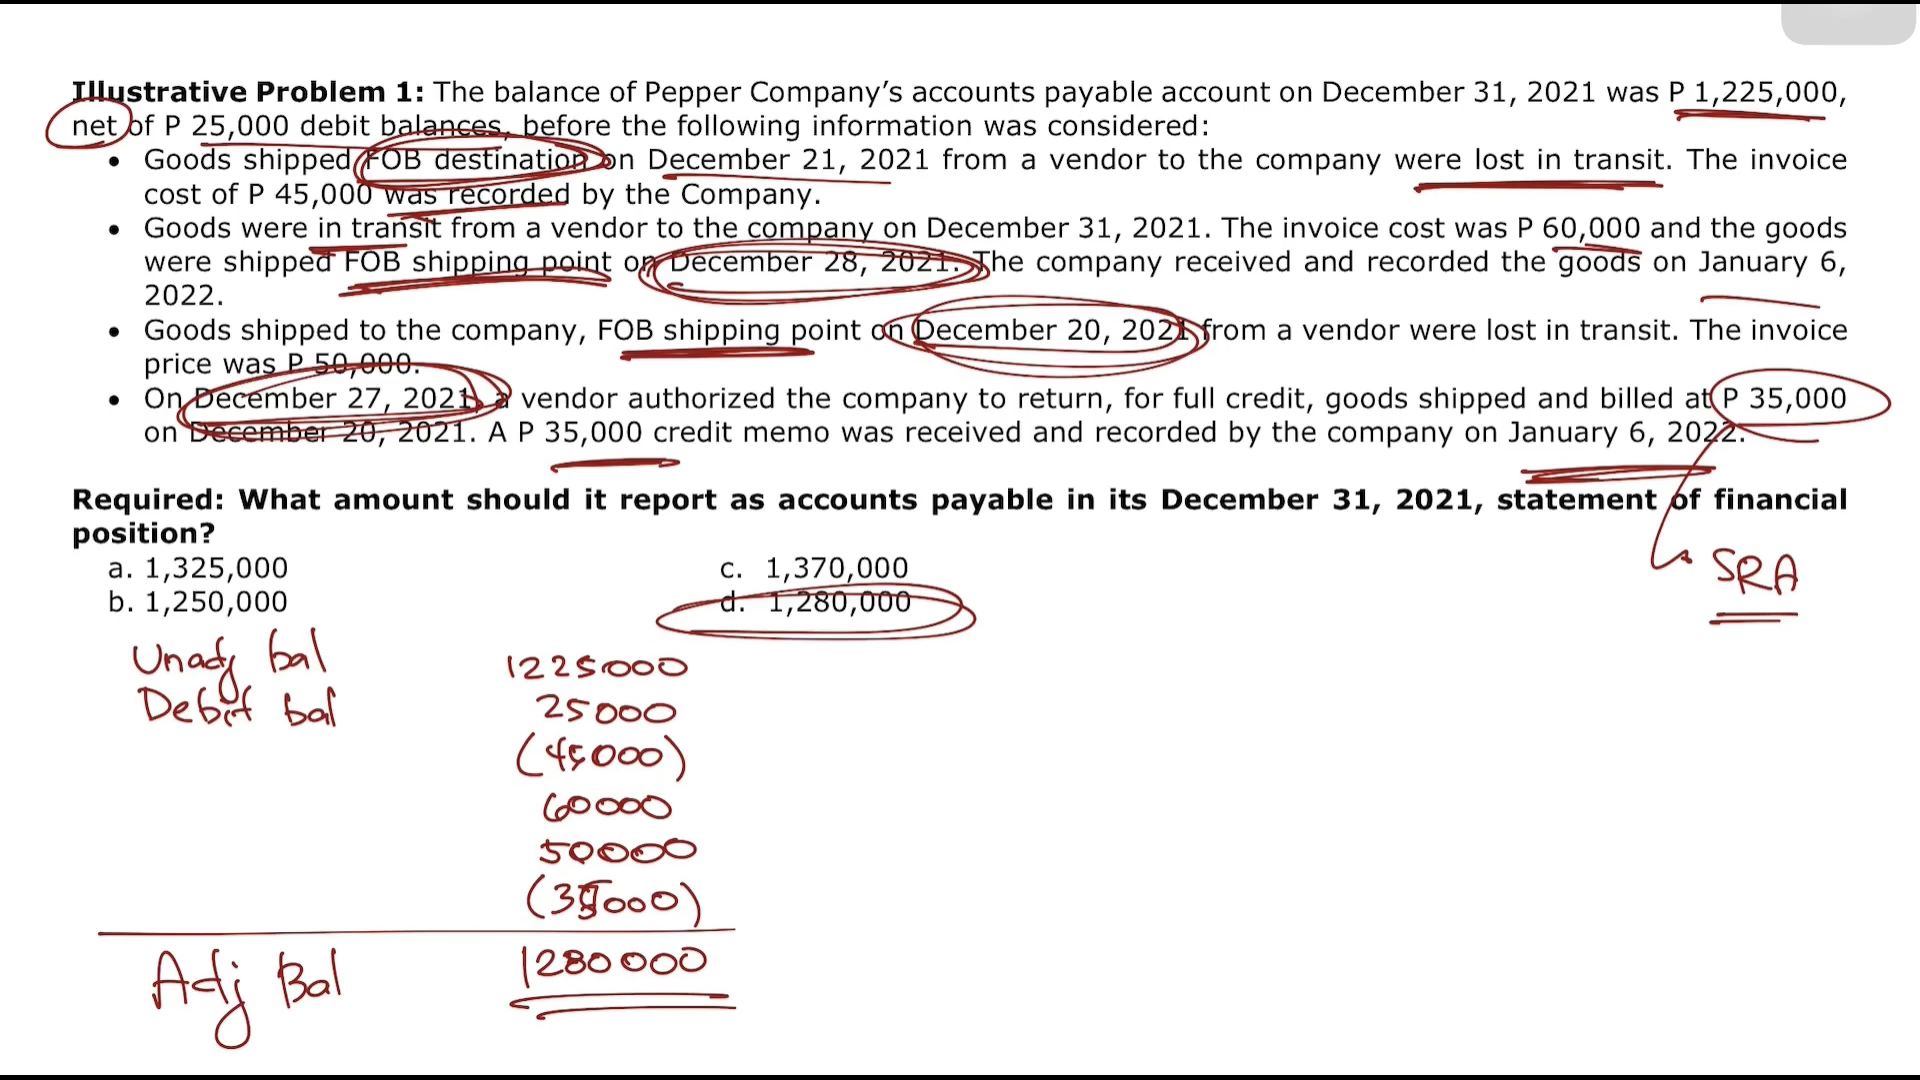 Illustrative Problem 1: The balance of Pepper Company's accounts payable account on December 31, 2021 was P 1,225,000,
net of P 25,000 debit balances, before the following information was considered:
• Goods shipped FOB destination on December 21, 2021 from a vendor to the company were lost in transit. The invoice
cost of P 45,000 was recorded by the Company.
• Goods were in transit from a vendor to the company on December 31, 2021. The invoice cost was P 60,000 and the goods
were shipped FOB shipping point on December 28, 2021. The company received and recorded the goods on January 6,
2022.
• Goods shipped to the company, FOB shipping point on December 20, 2021 from a vendor were lost in transit. The invoice
price was P 50,000.
• On December 27, 2021, a vendor authorized the company to return, for full credit, goods shipped and billed at P 35,000
on December 20, 2021. A P 35,000 credit memo was received and recorded by the company on January 6, 2022.
Required: What amount should it report as accounts payable in its December 31, 2021, statement of financial
position?
a. 1,325,000
b. 1,250,000
c. 1,370,000
d. 1,280,000
SRA
Unadj bal 1225000
Debit bal 25000
(45000)
60000
50000
(35000)
Adj Bal 1280000